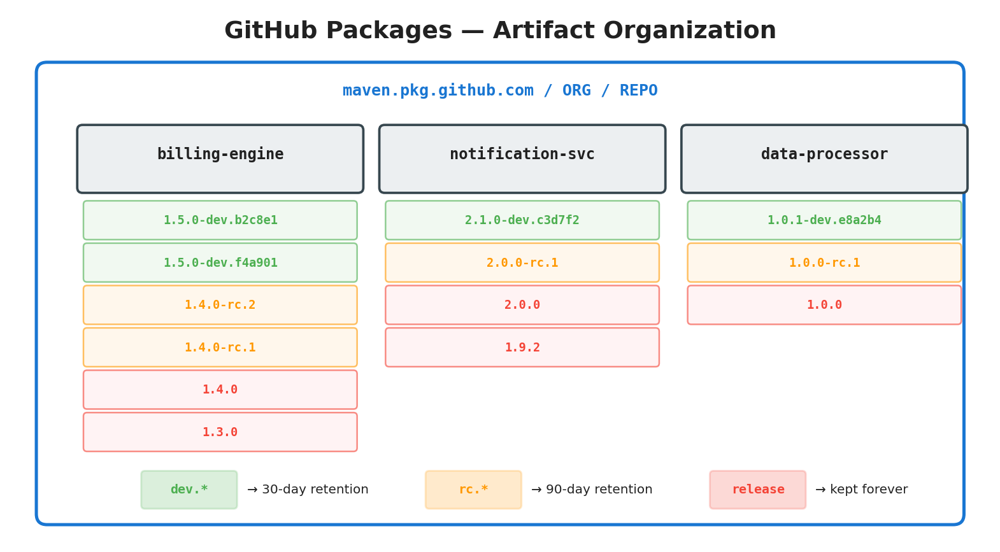 GitHub Packages — Artifact Organization
maven.pkg.github.com / ORG / REPO
billing-engine
1.5.0-dev.b2c8e1
1.5.0-dev.f4a901
1.4.0-rc.2
1.4.0-rc.1
1.4.0
1.3.0
notification-svc
2.1.0-dev.c3d7f2
2.0.0-rc.1
2.0.0
1.9.2
data-processor
1.0.1-dev.e8a2b4
1.0.0-rc.1
1.0.0
dev.* → 30-day retention
rc.* → 90-day retention
release → kept forever